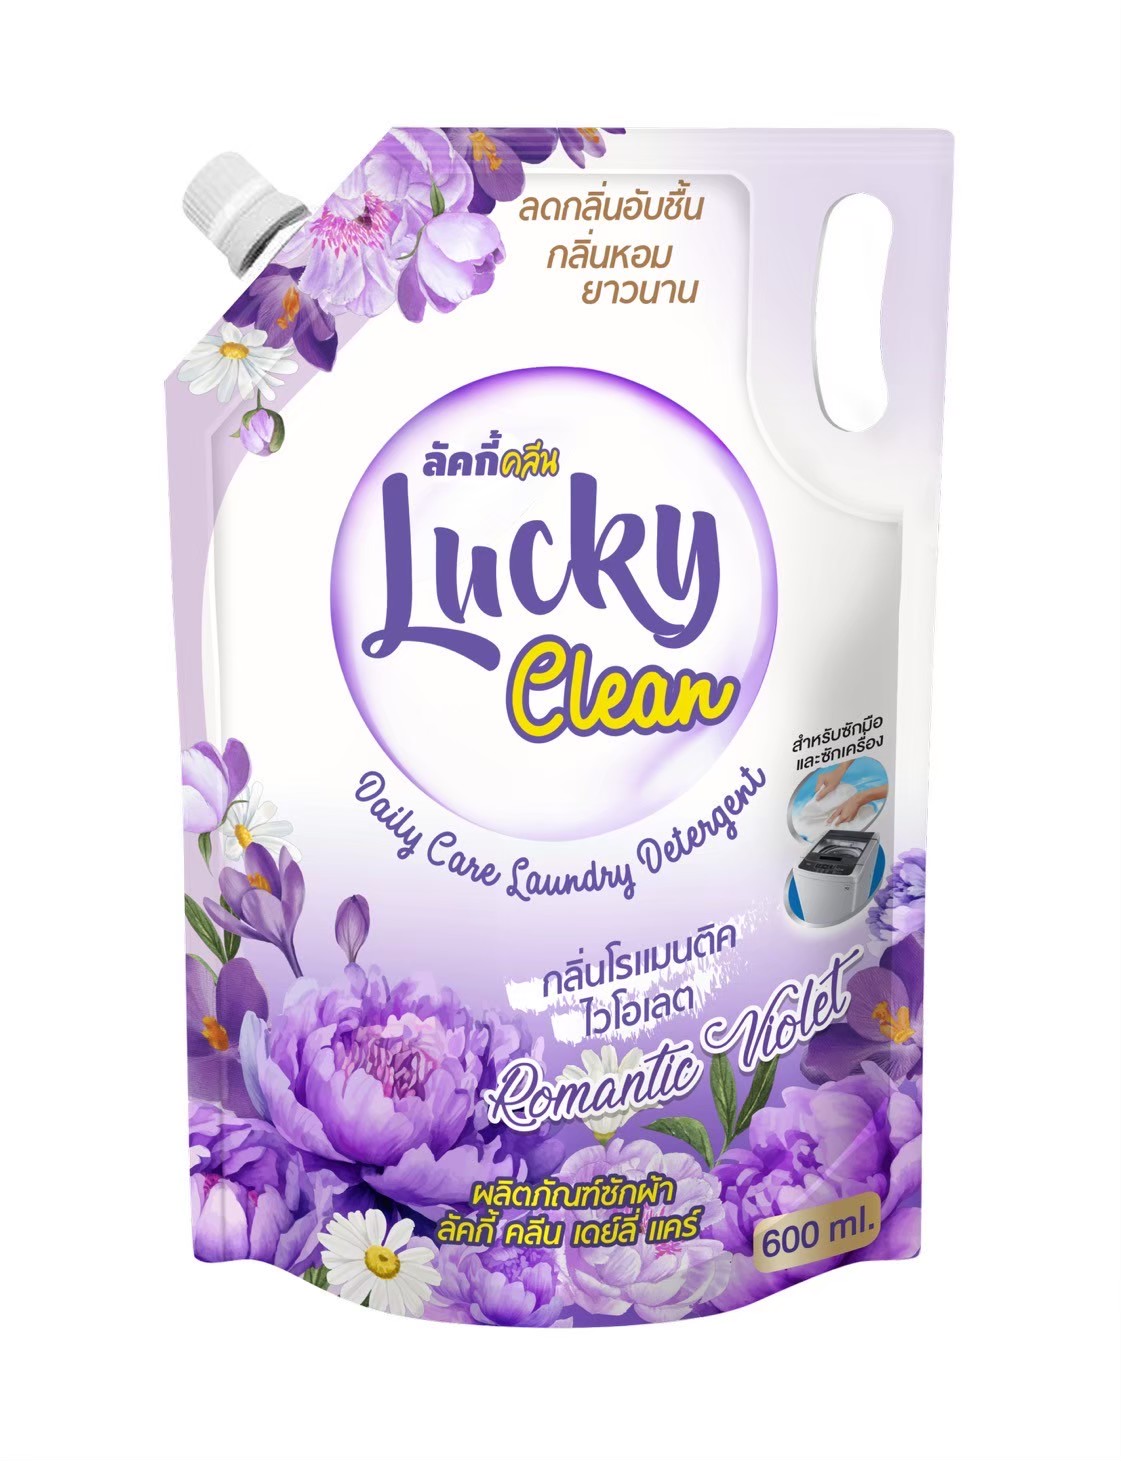 ลดกลิ่นอับชื้น
กลิ่นหอม
ยาวนาน
ลัคกี้คลีน
Lucky
Clean
Daily Care Laundry Detergent
สำหรับซักมือ
และซักเครื่อง
กลิ่นโรแมนติค
ไวโอเลต
Romantic Violet
ผลิตภัณฑ์ซักผ้า
ลัคกี้ คลีน เดย์ลี่ แคร์
600 ml.